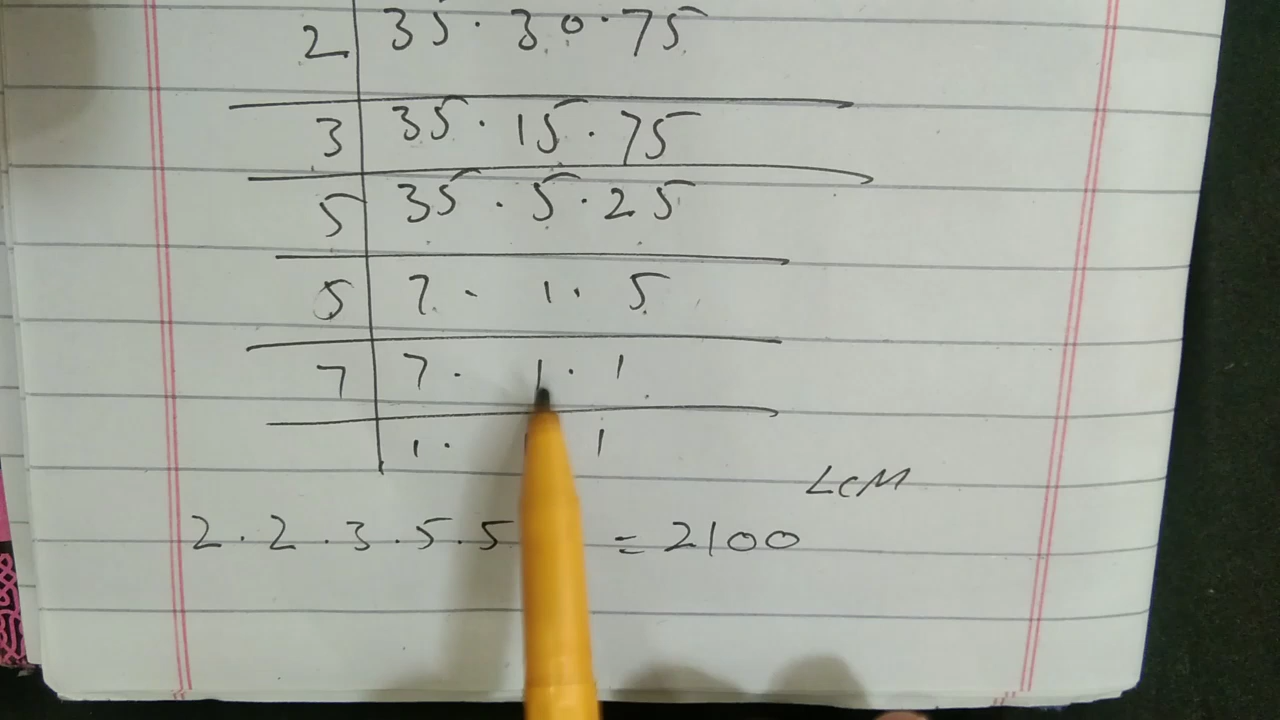 2 35 · 30 · 75
3 35 · 15 · 75
5 35 · 5 · 25
5 7 · 1 · 5
7 7 · 1 · 1
1 · 1
LCM
2 · 2 · 3 · 5 · 5 = 2100